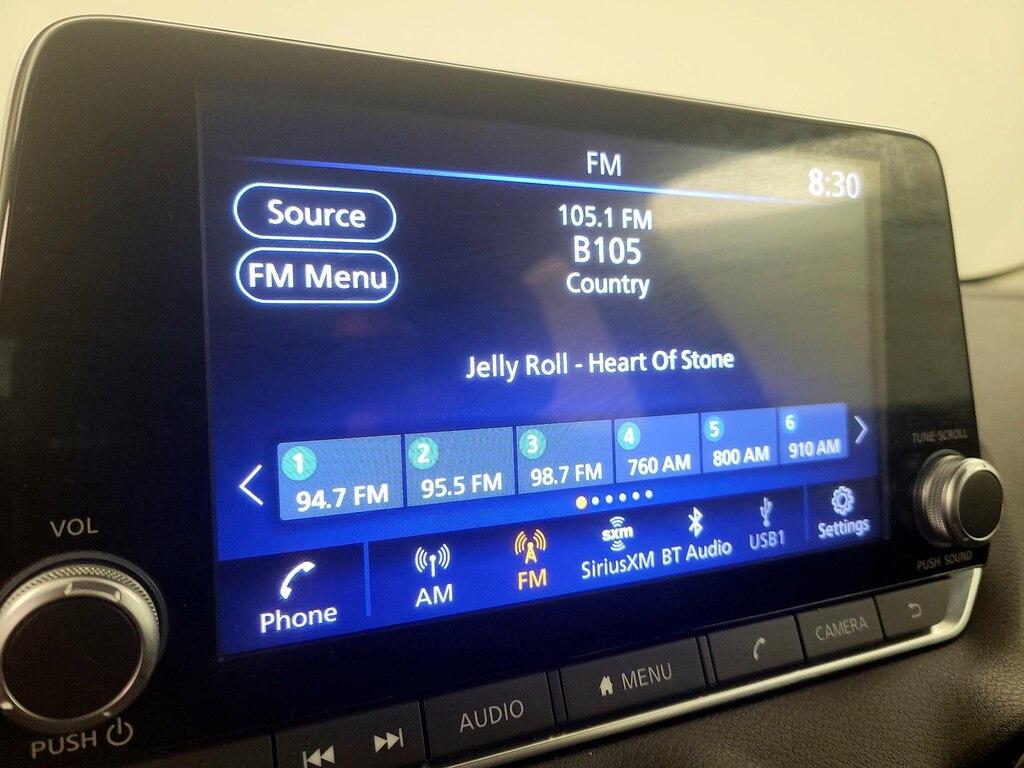 FM
8:30
Source
105.1 FM
FM Menu
B105
Country
Jelly Roll - Heart Of Stone
1
94.7 FM
2
95.5 FM
3
98.7 FM
4
760 AM
5
800 AM
6
910 AM
Phone
AM
FM
sxm
SiriusXM
BT Audio
USB1
Settings
VOL
PUSH
TUNE-SCROLL
PUSH SOUND
AUDIO
MENU
CAMERA